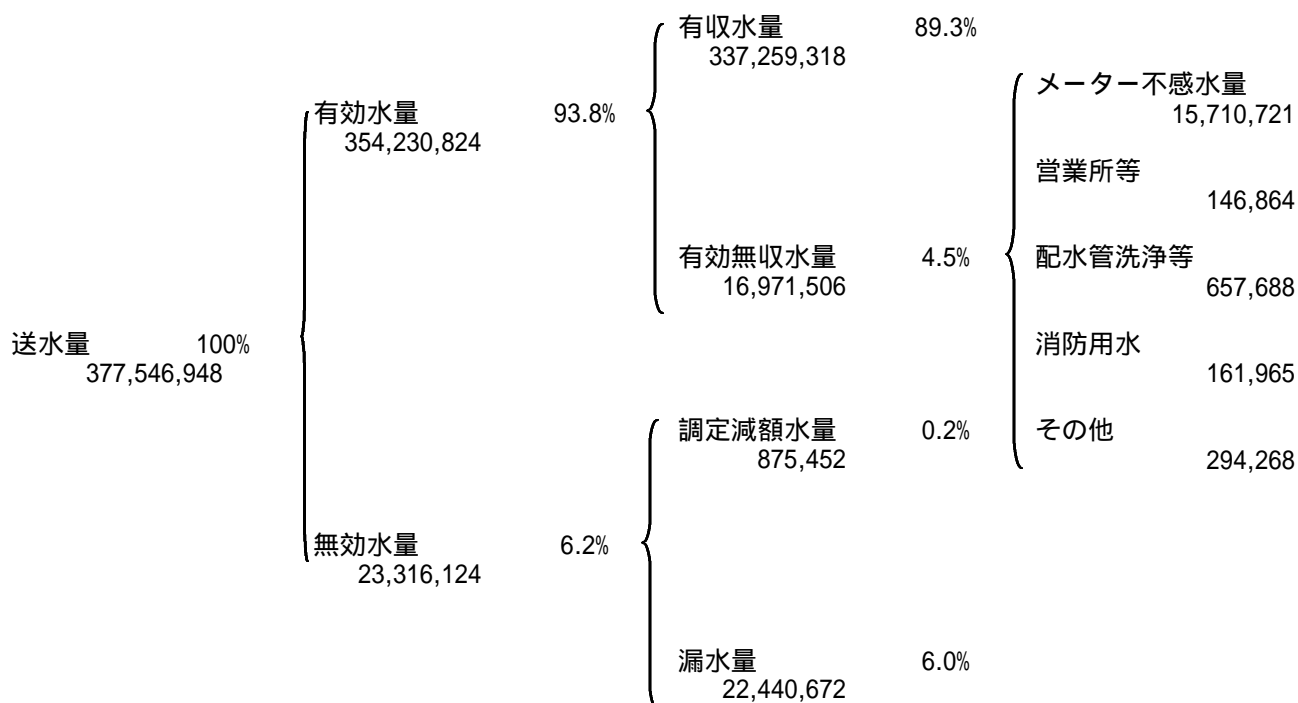 有収水量 89.3%
337,259,318
メーター不感水量
15,710,721
有効水量 93.8%
354,230,824
営業所等
146,864
有効無収水量 4.5%
16,971,506
配水管洗浄等
657,688
送水量 100%
377,546,948
消防用水
161,965
調定減額水量 0.2%
875,452
その他
294,268
無効水量 6.2%
23,316,124
漏水量 6.0%
22,440,672